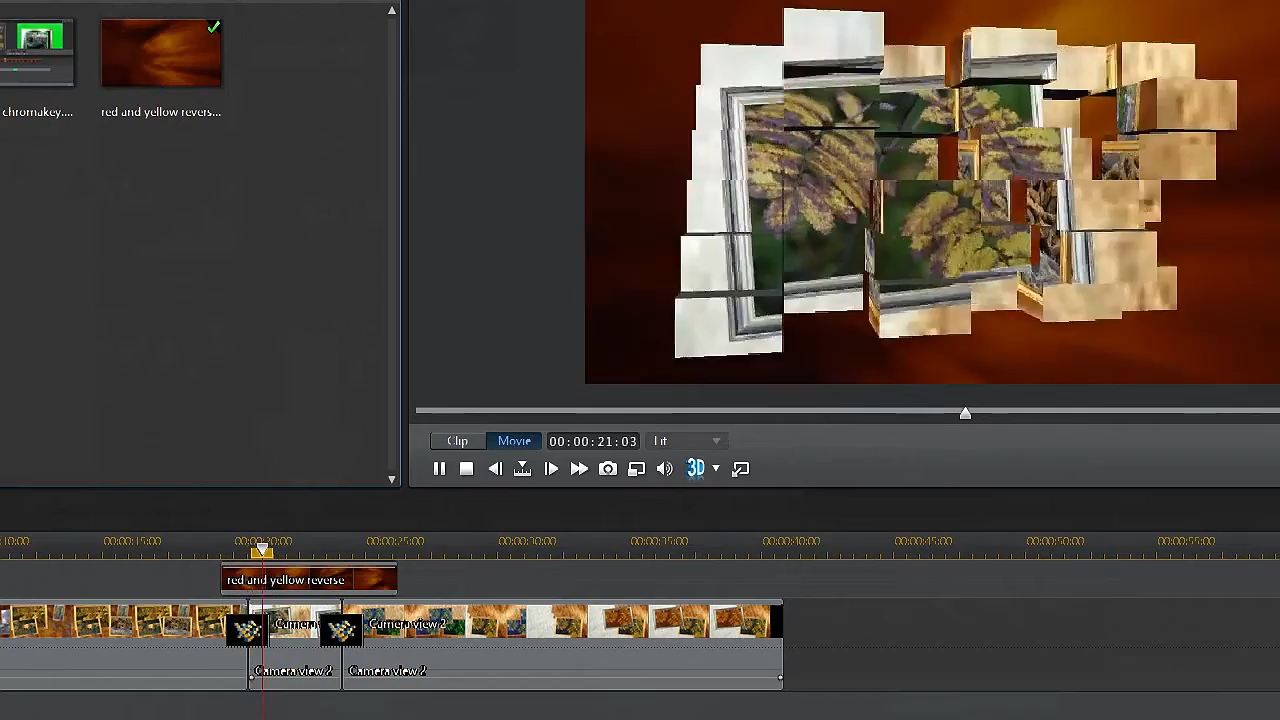 chromakey....
red and yellow revers...
Clip
Movie
00:00:21:03
Fit
3D
:10:00
00:00:15:00
00:00:20:00
00:00:25:00
00:00:30:00
00:00:35:00
00:00:40:00
00:00:45:00
00:00:50:00
00:00:55:00
red and yellow reverse
Camera view 2
Camera view 2
Camera view 2